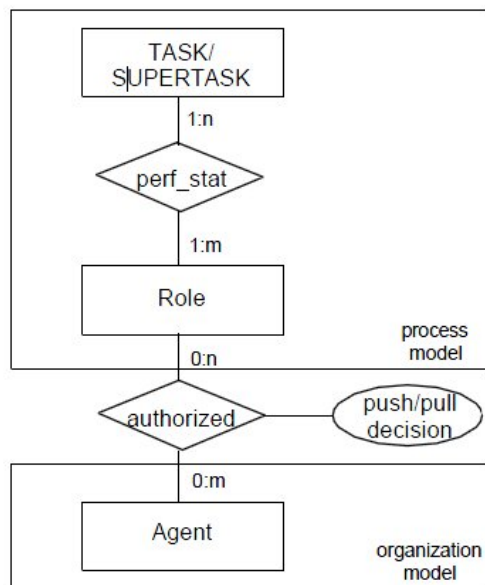 TASK/
SUPERTASK
1:n
perf_stat
1:m
Role
process
model
0:n
authorized
push/pull
decision
0:m
Agent
organization
model